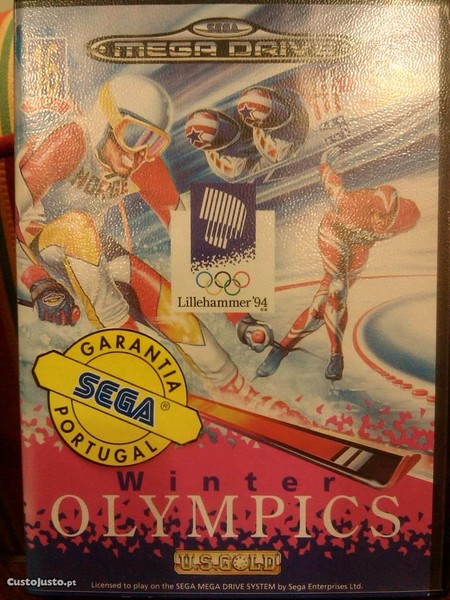 SEGA
MEGA DRIVE
NORGE
Lillehammer '94
GARANTIA
SEGA®
PORTUGAL
Winter
OLYMPICS
U.S. GOLD
Licensed to play on the SEGA MEGA DRIVE SYSTEM by Sega Enterprises Ltd.
CustoJusto.pt